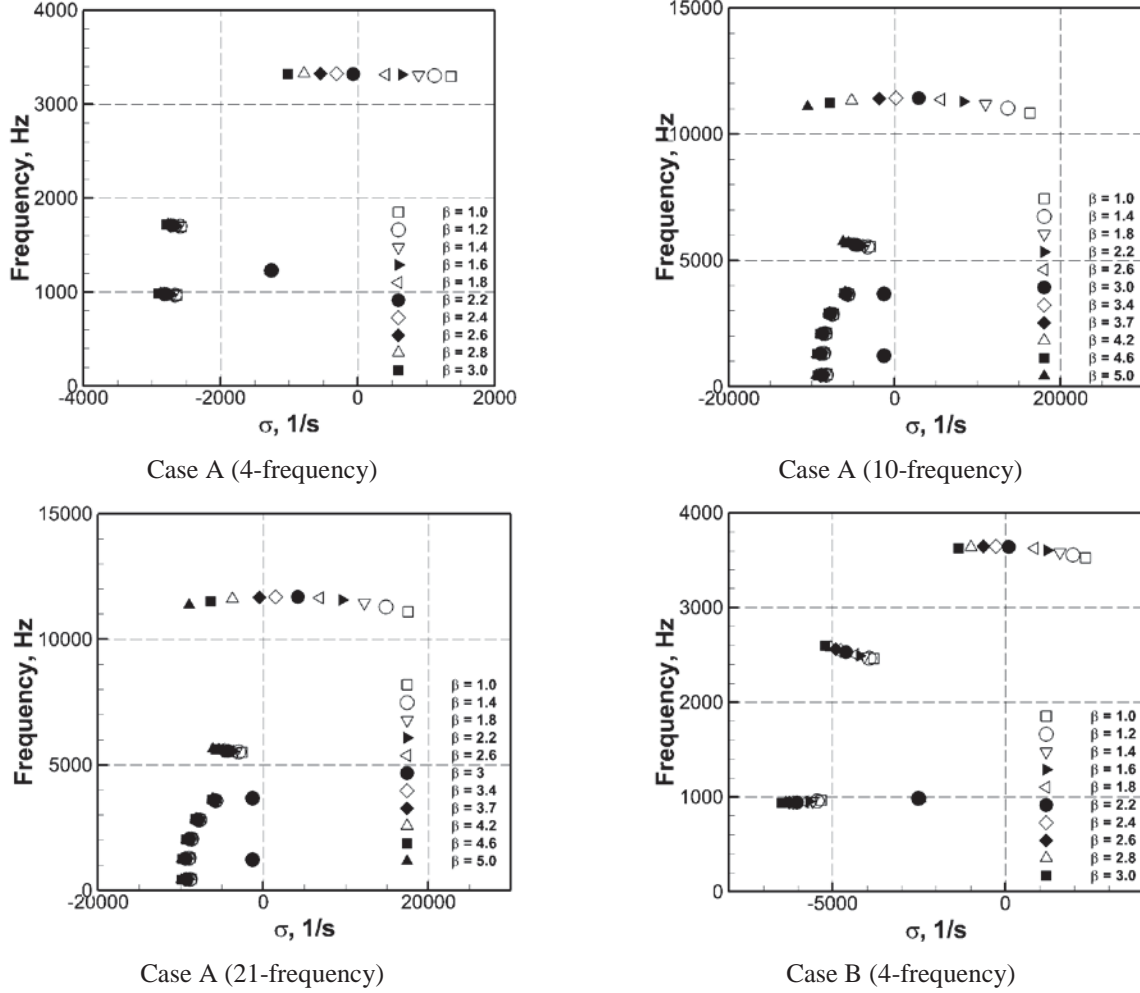 4000
3000
2000
1000
0
-4000
-2000
0
2000
Frequency, Hz
σ, 1/s
β = 1.0
β = 1.2
β = 1.4
β = 1.6
β = 1.8
β = 2.2
β = 2.4
β = 2.6
β = 2.8
β = 3.0
Case A (4-frequency)
15000
10000
5000
0
-20000
0
20000
Frequency, Hz
σ, 1/s
β = 1.0
β = 1.4
β = 1.8
β = 2.2
β = 2.6
β = 3.0
β = 3.4
β = 3.7
β = 4.2
β = 4.6
β = 5.0
Case A (10-frequency)
15000
10000
5000
0
-20000
0
20000
Frequency, Hz
σ, 1/s
β = 1.0
β = 1.4
β = 1.8
β = 2.2
β = 2.6
β = 3
β = 3.4
β = 3.7
β = 4.2
β = 4.6
β = 5.0
Case A (21-frequency)
4000
3000
2000
1000
0
-5000
0
Frequency, Hz
σ, 1/s
β = 1.0
β = 1.2
β = 1.4
β = 1.6
β = 1.8
β = 2.2
β = 2.4
β = 2.6
β = 2.8
β = 3.0
Case B (4-frequency)